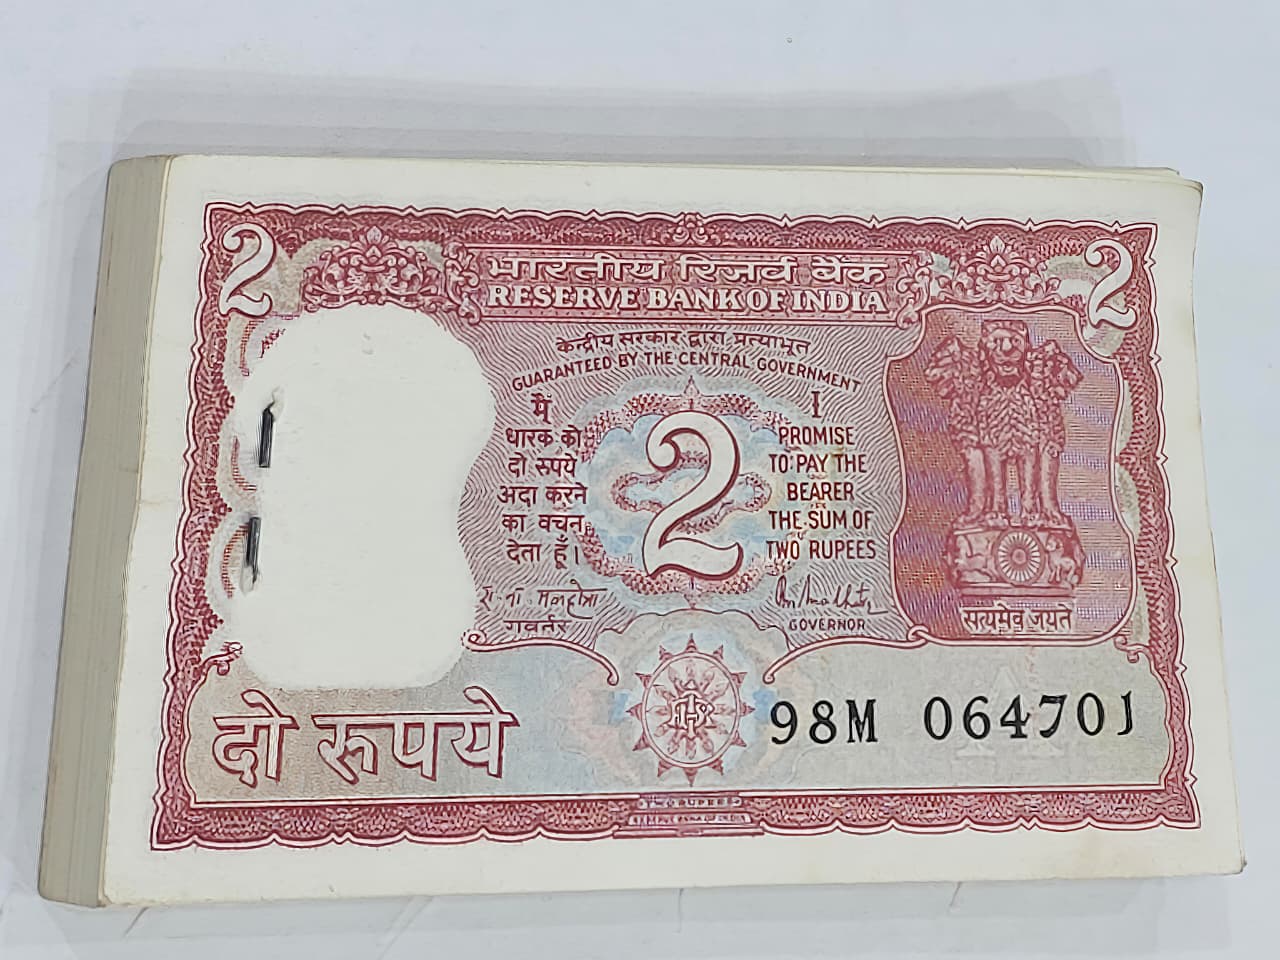 2
2
भारतीय रिजर्व बैंक
RESERVE BANK OF INDIA
केन्द्रीय सरकार द्वारा प्रत्याभूत
GUARANTEED BY THE CENTRAL GOVERNMENT
मैं
धारक को
दो रुपये
अदा करने
का वचन
देता हूँ।
2
I
PROMISE
TO PAY THE
BEARER
THE SUM OF
TWO RUPEES
गवर्नर
GOVERNOR
सत्यमेव जयते
दो रूपये
98M 064701